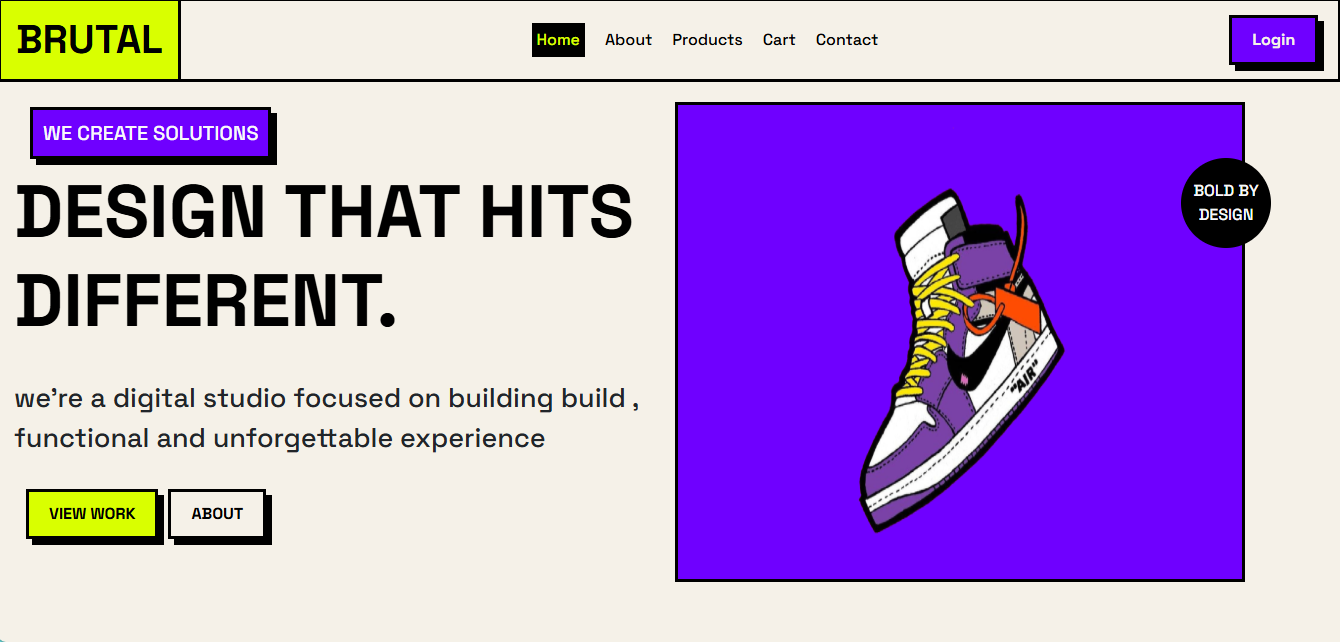 BRUTAL
Home About Products Cart Contact
Login
WE CREATE SOLUTIONS
DESIGN THAT HITS
DIFFERENT.
we're a digital studio focused on building build ,
functional and unforgettable experience
VIEW WORK
ABOUT
BOLD BY
DESIGN
"AIR"